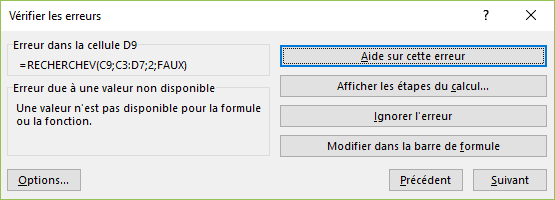 Vérifier les erreurs
?
Erreur dans la cellule D9
=RECHERCHEV(C9;C3:D7;2;FAUX)
Erreur due à une valeur non disponible
Une valeur n'est pas disponible pour la formule
ou la fonction.
Aide sur cette erreur
Afficher les étapes du calcul...
Ignorer l'erreur
Modifier dans la barre de formule
Options...
Précédent
Suivant